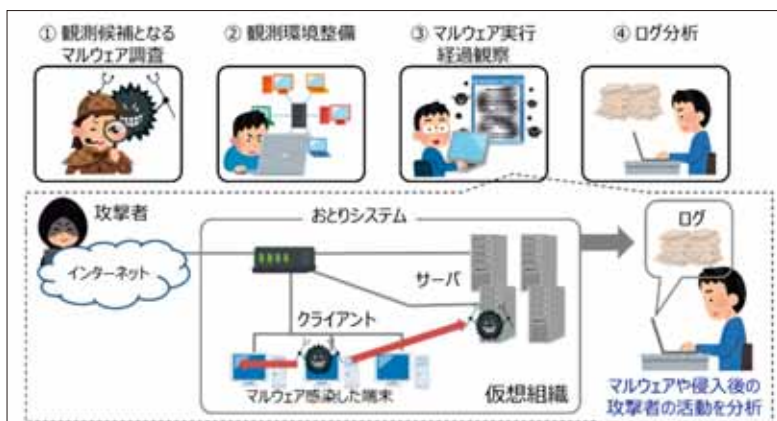 ① 観測候補となる
マルウェア調査
② 観測環境整備
③ マルウェア実行
経過観察
④ ログ分析
攻撃者
インターネット
おとりシステム
サーバ
クライアント
マルウェア感染した端末
仮想組織
ログ
マルウェアや侵入後の
攻撃者の活動を分析